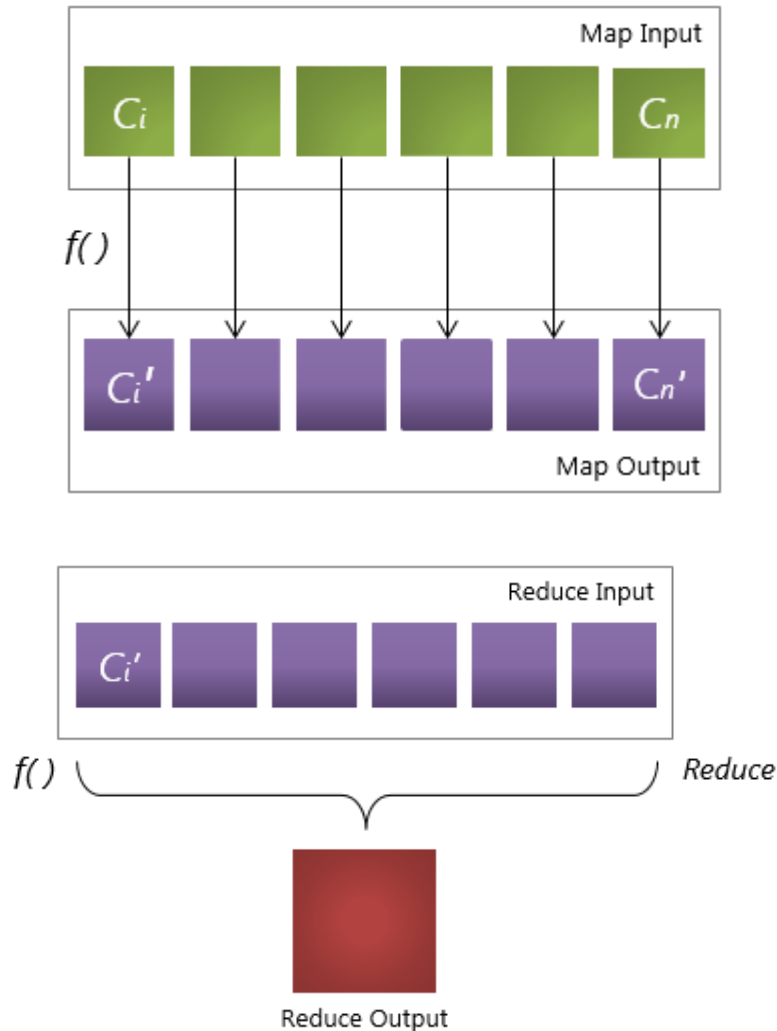 Map Input
Ci Cn
f()
Ci' Cn'
Map Output
Reduce Input
Ci'
f() Reduce
Reduce Output